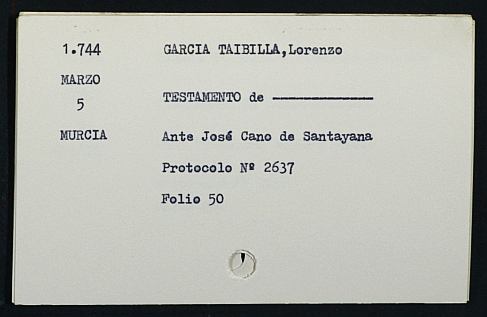 1.744 GARCIA TAIBILLA,Lorenzo
MARZO
5 TESTAMENTO de ----------------
MURCIA Ante José Cano de Santayana
Protocolo Nº 2637
Folio 50